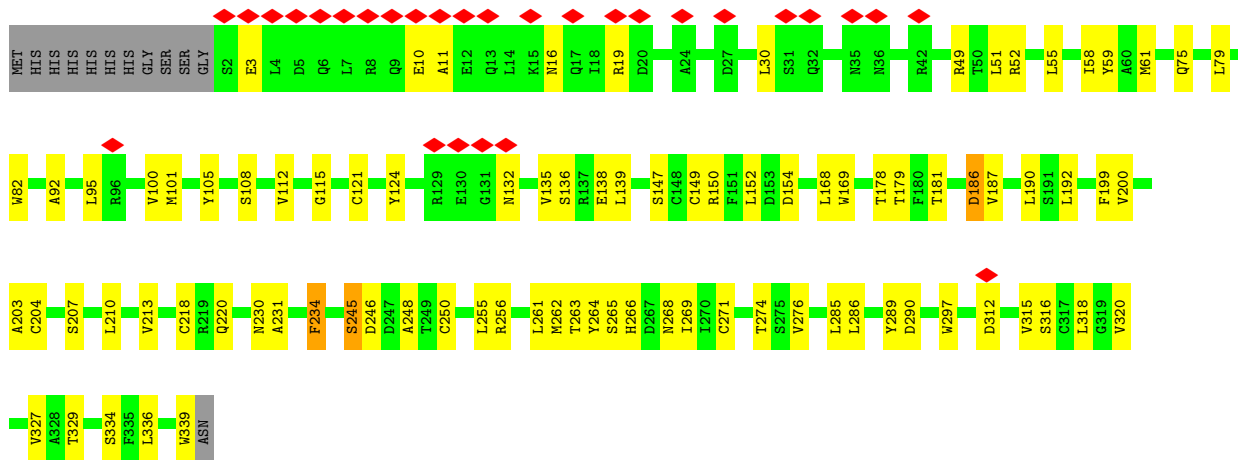 MET HIS HIS HIS HIS HIS HIS GLY SER SER GLY S2 E3 L4 D5 Q6 L7 R8 Q9 E10 A11 E12 Q13 L14 K15 N16 Q17 I18 R19 D20 A24 D27 L30 S31 Q32 N35 N36 R42 R49 T50 L51 R52 L55 I58 Y59 A60 M61 Q75 L79
W82 A92 L95 R96 V100 M101 Y105 S108 V112 G115 C121 Y124 R129 E130 G131 N132 V135 S136 R137 E138 L139 S147 C148 C149 R150 F151 L152 D153 D154 L168 W169 T178 T179 F180 T181 D186 V187 L190 S191 L192 F199 V200
A203 C204 S207 L210 V213 C218 R219 Q220 N230 A231 F234 S245 D246 D247 A248 T249 C250 L255 R256 L261 M262 T263 Y264 S265 H266 D267 N268 I269 I270 C271 T274 S275 V276 L285 L286 Y289 D290 W297 D312 V315 S316 C317 L318 G319 V320
V327 A328 T329 S334 F335 L336 W339 ASN